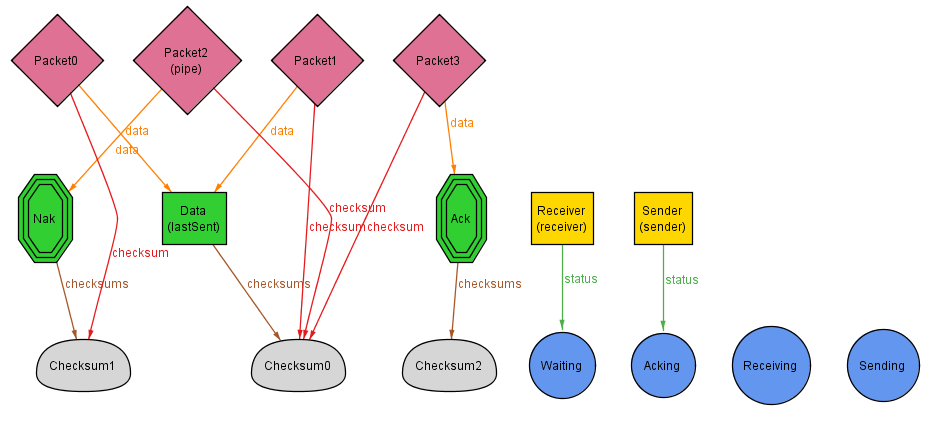 Packet0
Packet2
(pipe)
Packet1
Packet3
data
data
data
data
Nak
Data
(lastSent)
Ack
Receiver
(receiver)
Sender
(sender)
checksum
checksum
checksum
checksum
checksums
checksums
checksums
status
status
Checksum1
Checksum0
Checksum2
Waiting
Acking
Receiving
Sending